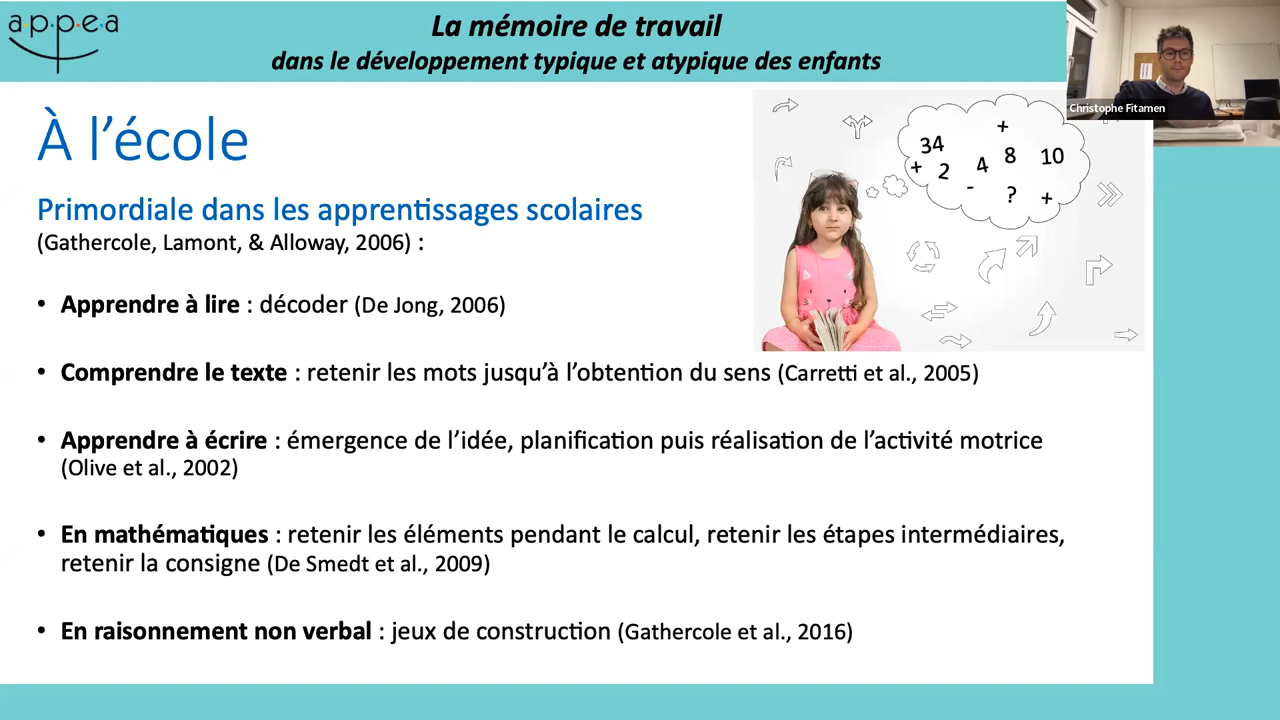 appea
La mémoire de travail
dans le développement typique et atypique des enfants
Christophe Fitamen
À l'école
34
+
+ 2
4
8
10
-
?
+
Primordiale dans les apprentissages scolaires
(Gathercole, Lamont, & Alloway, 2006) :
• Apprendre à lire : décoder (De Jong, 2006)
• Comprendre le texte : retenir les mots jusqu'à l'obtention du sens (Carretti et al., 2005)
• Apprendre à écrire : émergence de l'idée, planification puis réalisation de l'activité motrice
(Olive et al., 2002)
• En mathématiques : retenir les éléments pendant le calcul, retenir les étapes intermédiaires,
retenir la consigne (De Smedt et al., 2009)
• En raisonnement non verbal : jeux de construction (Gathercole et al., 2016)